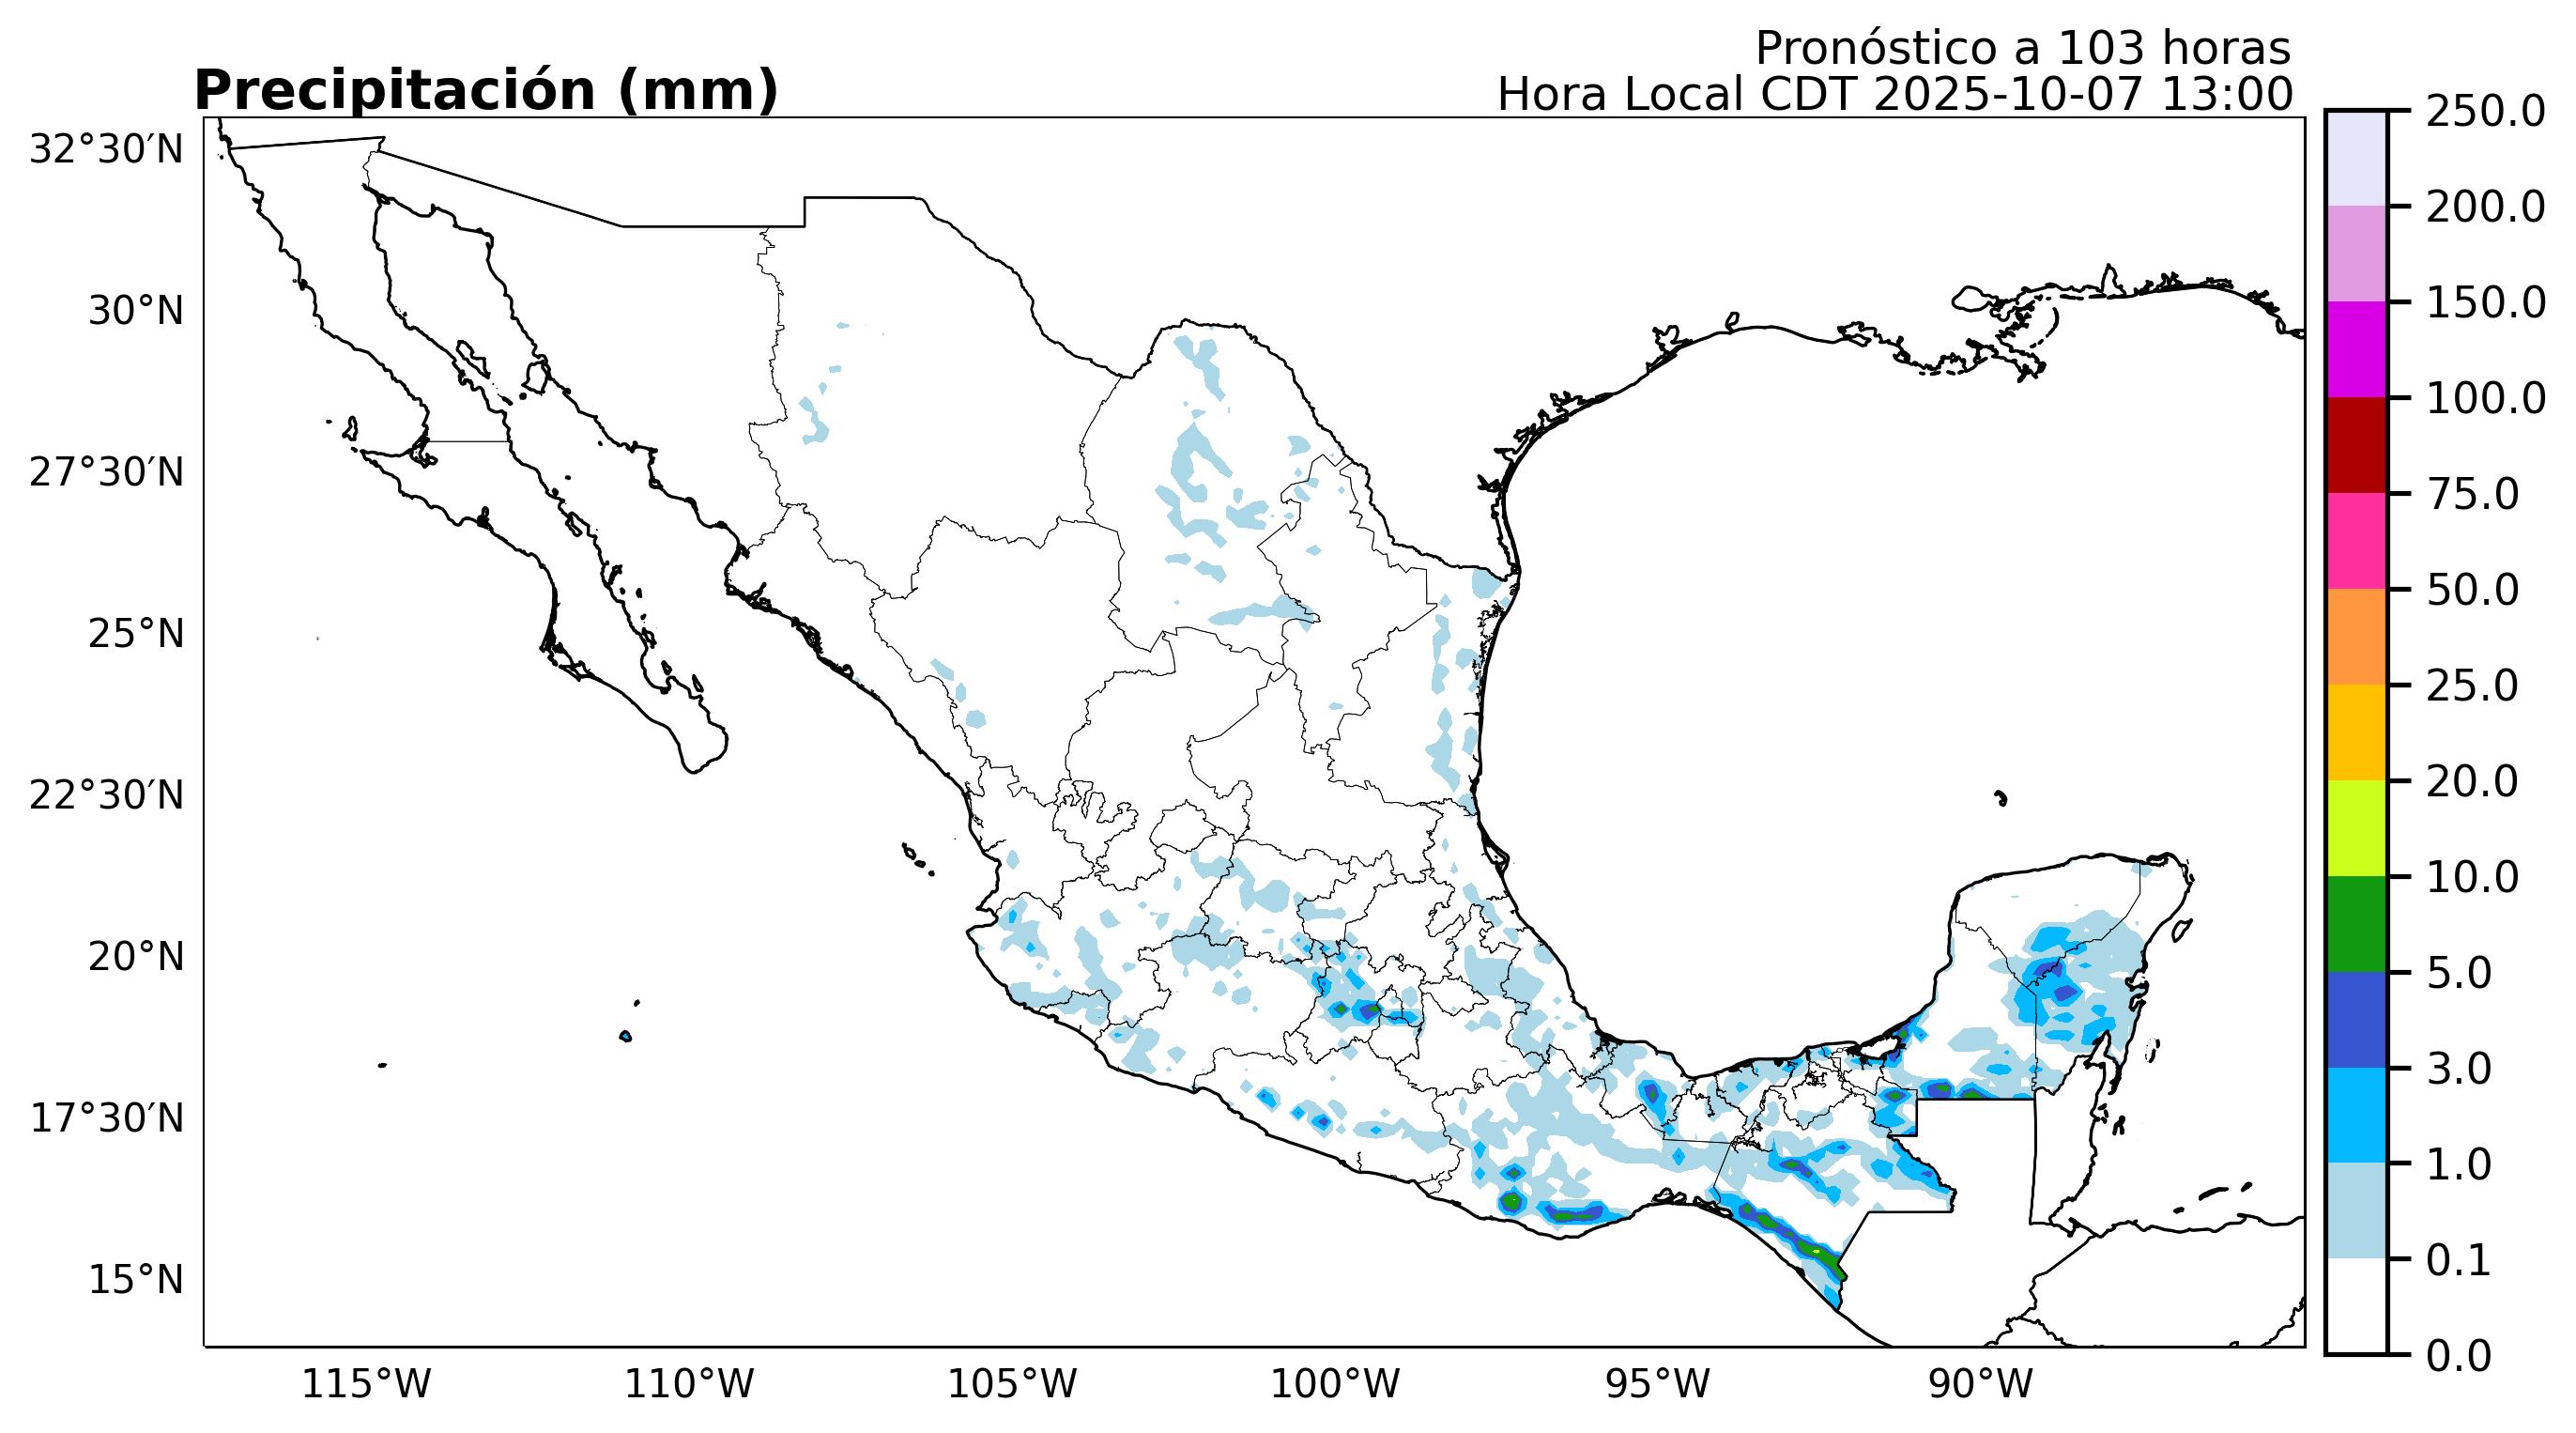 Pronóstico a 103 horas
Precipitación (mm)
Hora Local CDT 2025-10-07 13:00
32°30′N
30°N
27°30′N
25°N
22°30′N
20°N
17°30′N
15°N
115°W
110°W
105°W
100°W
95°W
90°W
250.0
200.0
150.0
100.0
75.0
50.0
25.0
20.0
10.0
5.0
3.0
1.0
0.1
0.0